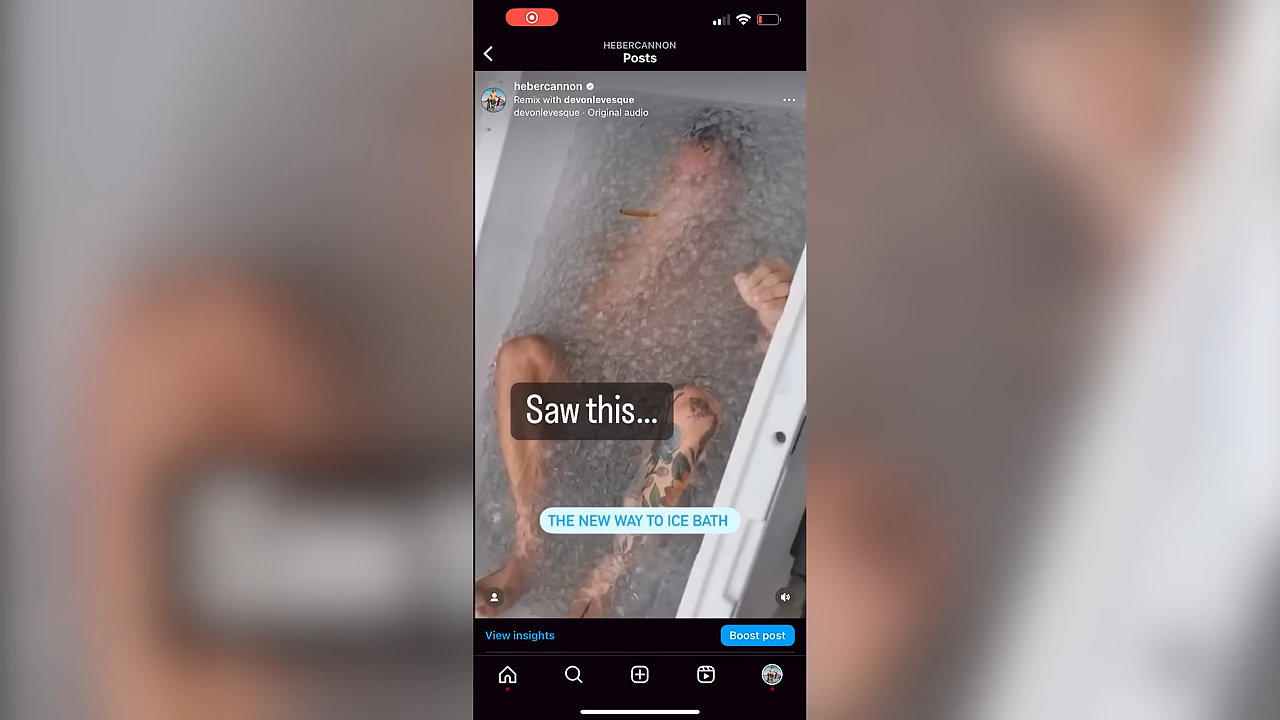 HEBERCANNON
Posts
hebercannon
Remix with devonlevesque
devonlevesque · Original audio
Saw this...
THE NEW WAY TO ICE BATH
View insights
Boost post